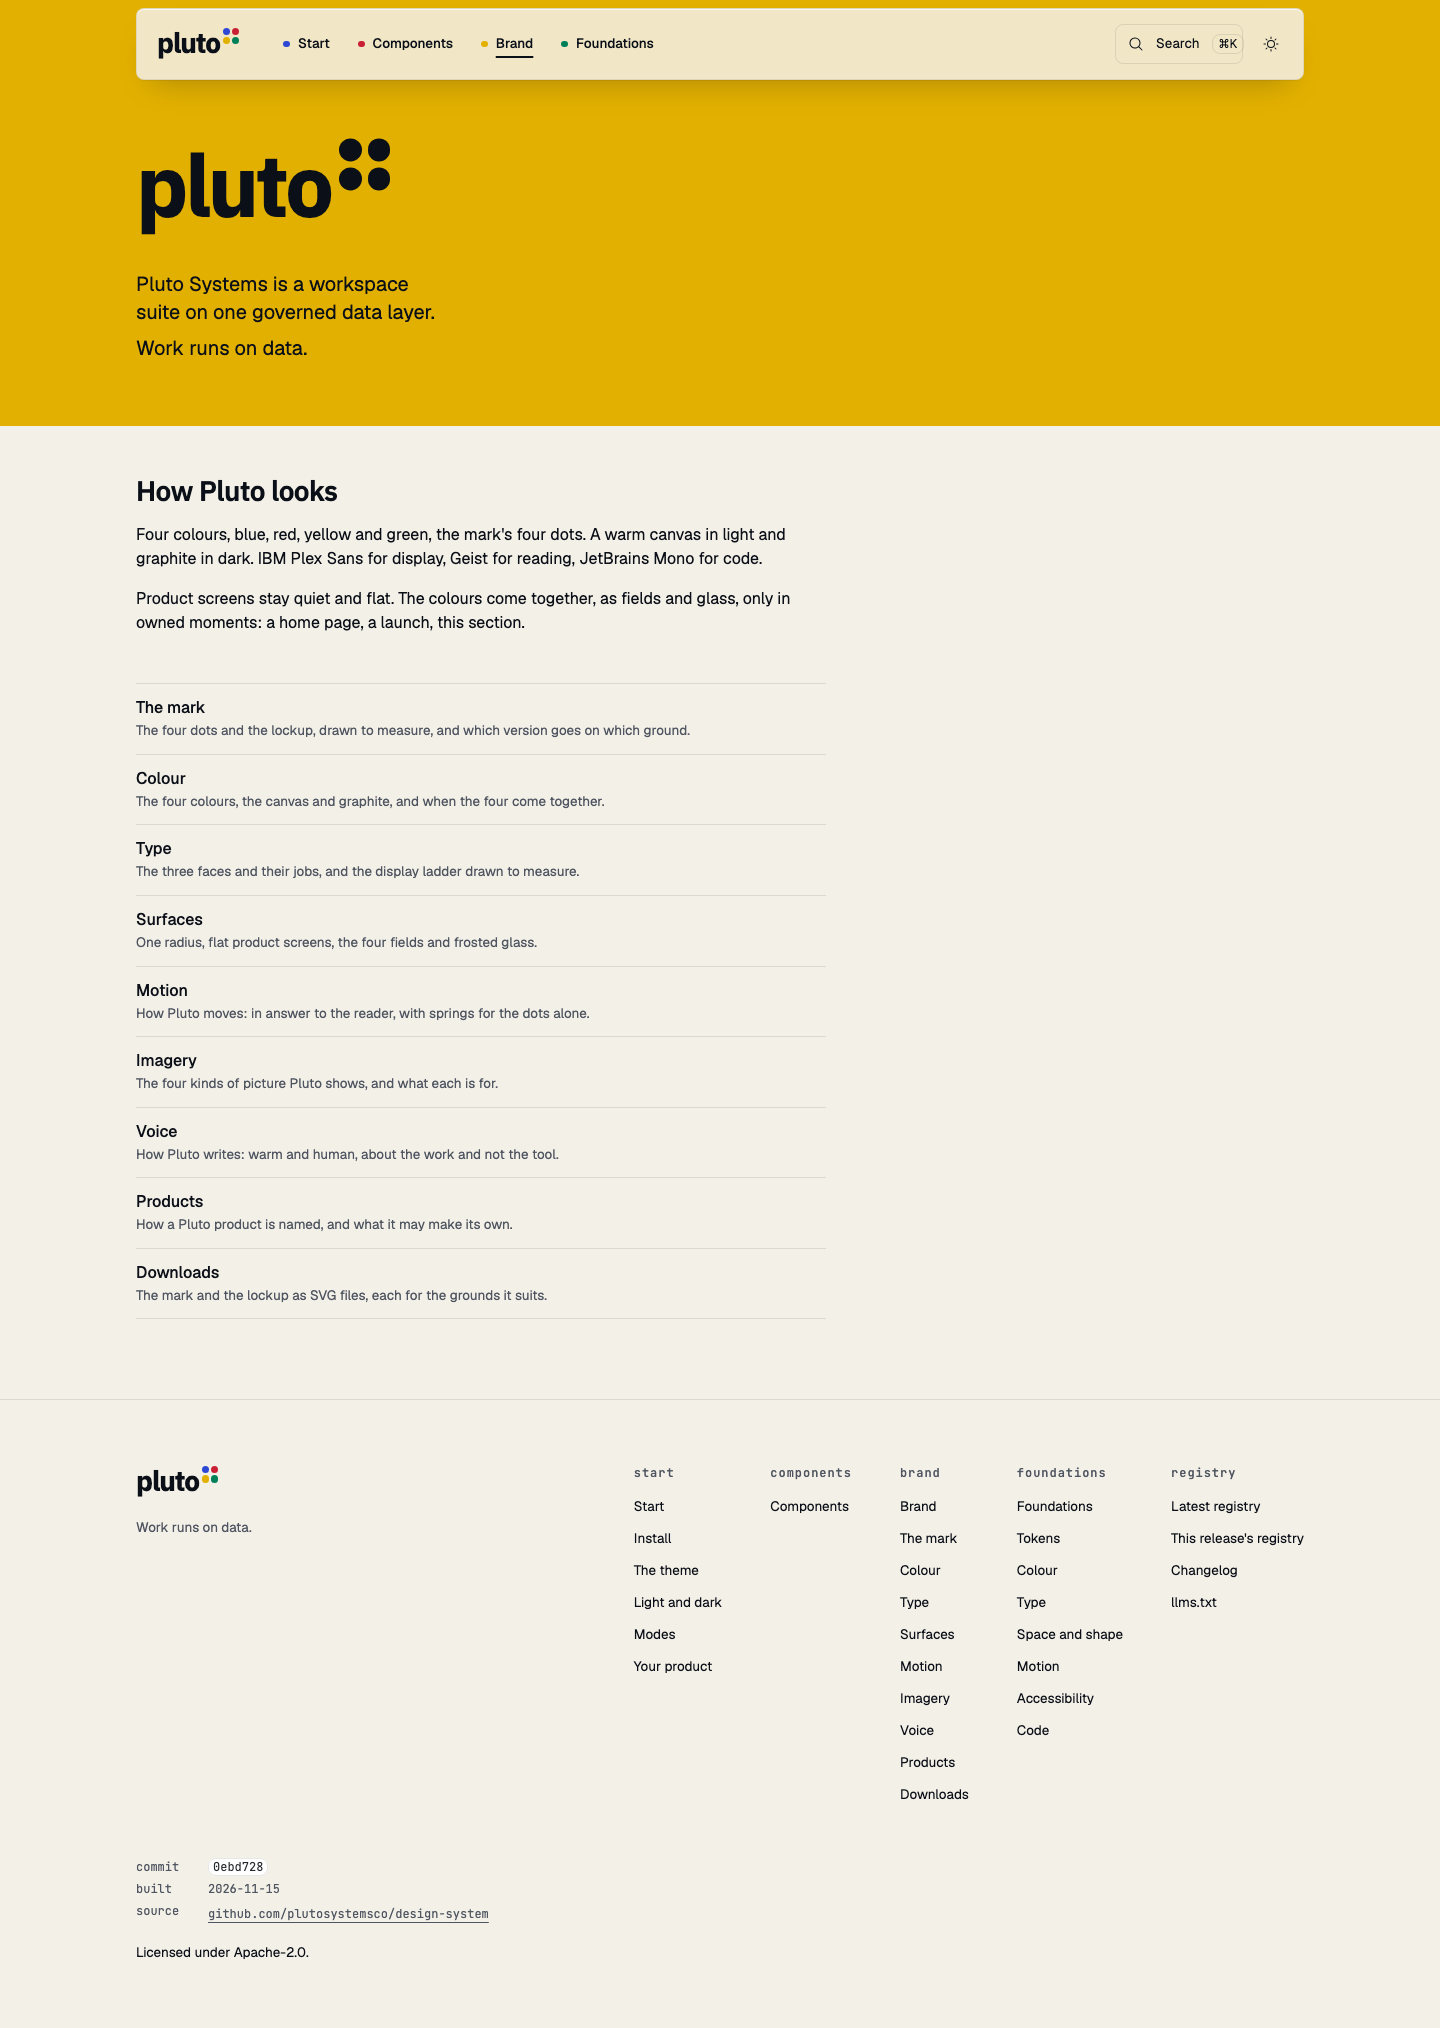 pluto
Start
Components
Brand
Foundations
Search
⌘K
pluto
Pluto Systems is a workspace
suite on one governed data layer.
Work runs on data.
How Pluto looks
Four colours, blue, red, yellow and green, the mark's four dots. A warm canvas in light and
graphite in dark. IBM Plex Sans for display, Geist for reading, JetBrains Mono for code.
Product screens stay quiet and flat. The colours come together, as fields and glass, only in
owned moments: a home page, a launch, this section.
The mark
The four dots and the lockup, drawn to measure, and which version goes on which ground.
Colour
The four colours, the canvas and graphite, and when the four come together.
Type
The three faces and their jobs, and the display ladder drawn to measure.
Surfaces
One radius, flat product screens, the four fields and frosted glass.
Motion
How Pluto moves: in answer to the reader, with springs for the dots alone.
Imagery
The four kinds of picture Pluto shows, and what each is for.
Voice
How Pluto writes: warm and human, about the work and not the tool.
Products
How a Pluto product is named, and what it may make its own.
Downloads
The mark and the lockup as SVG files, each for the grounds it suits.
pluto
Work runs on data.
start
Start
Install
The theme
Light and dark
Modes
Your product
components
Components
brand
Brand
The mark
Colour
Type
Surfaces
Motion
Imagery
Voice
Products
Downloads
foundations
Foundations
Tokens
Colour
Type
Space and shape
Motion
Accessibility
Code
registry
Latest registry
This release's registry
Changelog
llms.txt
commit 0ebd728
built 2026-11-15
source github.com/plutosystemsco/design-system
Licensed under Apache-2.0.